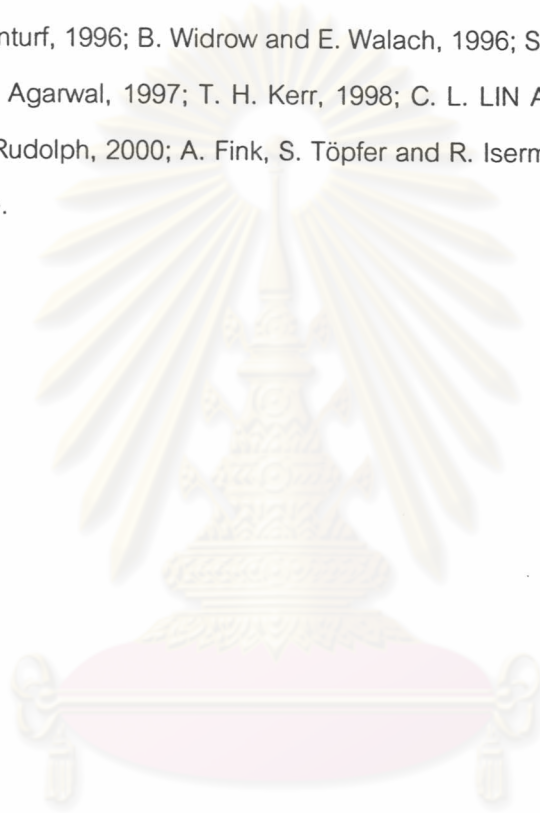 nturf, 1996; B. Widrow and E. Walach, 1996; S
Agarwal, 1997; T. H. Kerr, 1998; C. L. LIN A
Rudolph, 2000; A. Fink, S. Töpfer and R. Iserm
.